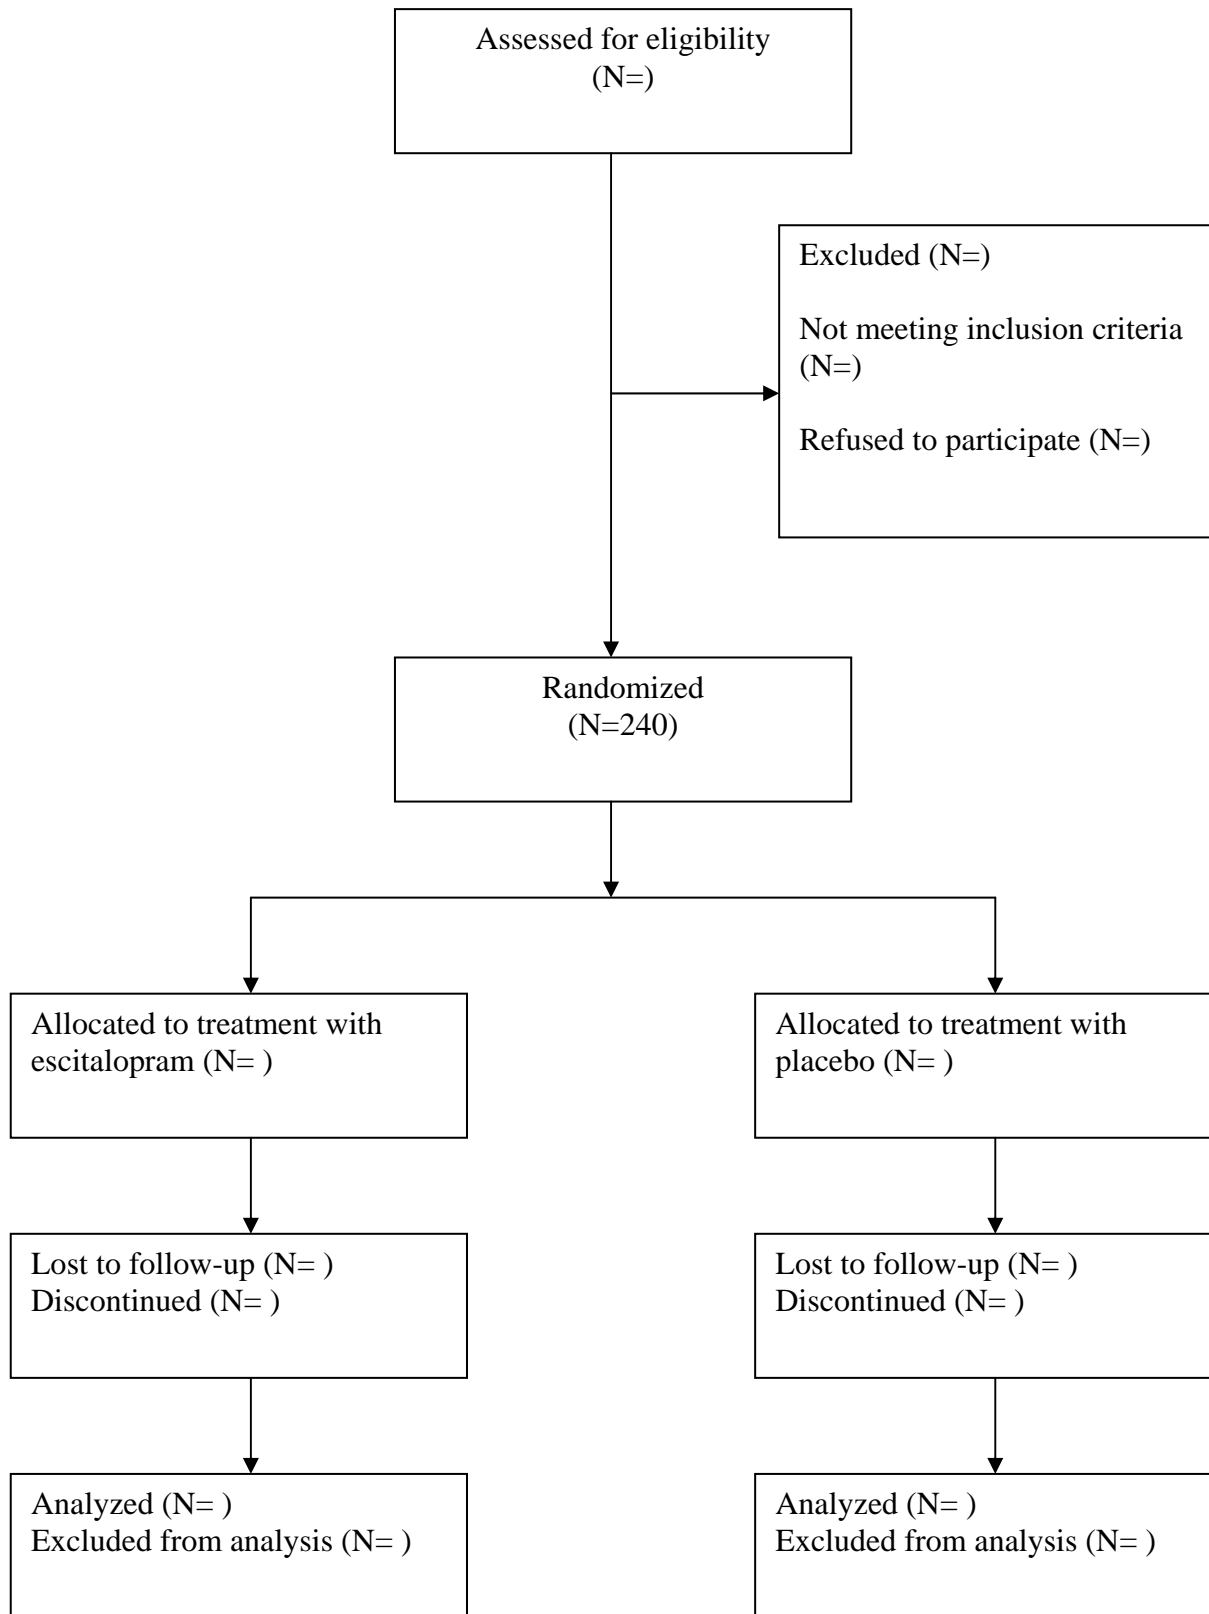 Assessed for eligibility
(N=)
Excluded (N=)
Not meeting inclusion criteria
(N=)
Refused to participate (N=)
Randomized
(N=240)
Allocated to treatment with
escitalopram (N= )
Allocated to treatment with
placebo (N= )
Lost to follow-up (N= )
Discontinued (N= )
Lost to follow-up (N= )
Discontinued (N= )
Analyzed (N= )
Excluded from analysis (N= )
Analyzed (N= )
Excluded from analysis (N= )